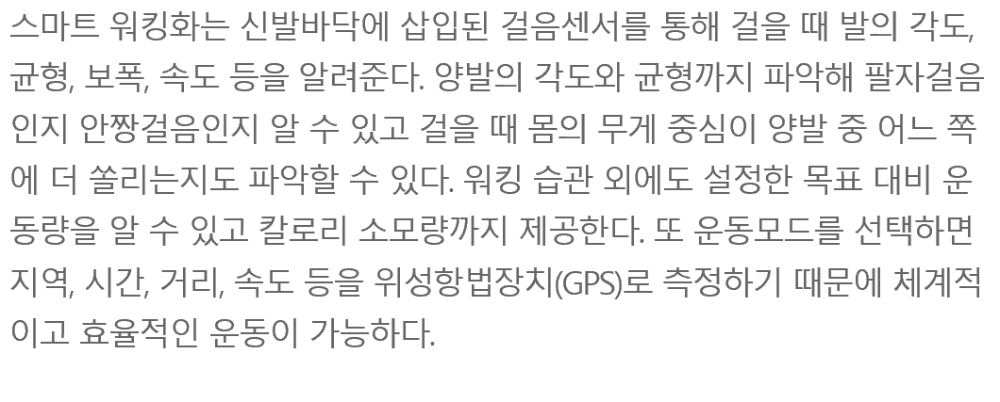 스마트 워킹화는 신발바닥에 삽입된 걸음센서를 통해 걸을 때 발의 각도,
균형, 보폭, 속도 등을 알려준다. 양발의 각도와 균형까지 파악해 팔자걸음
인지 안짱걸음인지 알 수 있고 걸을 때 몸의 무게 중심이 양발 중 어느 쪽
에 더 쏠리는지도 파악할 수 있다. 워킹 습관 외에도 설정한 목표 대비 운
동량을 알 수 있고 칼로리 소모량까지 제공한다. 또 운동모드를 선택하면
지역, 시간, 거리, 속도 등을 위성항법장치(GPS)로 측정하기 때문에 체계적
이고 효율적인 운동이 가능하다.